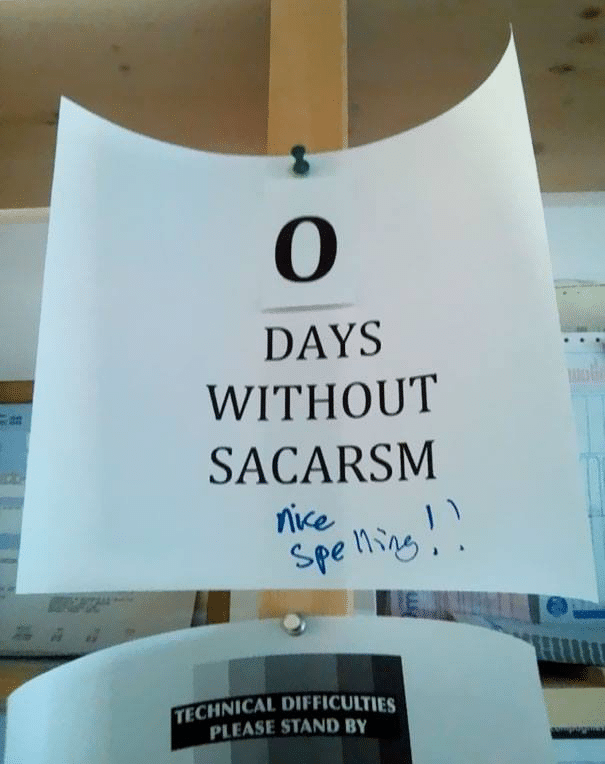 0
DAYS
WITHOUT
SACARSM
nice
spelling!!
TECHNICAL DIFFICULTIES
PLEASE STAND BY